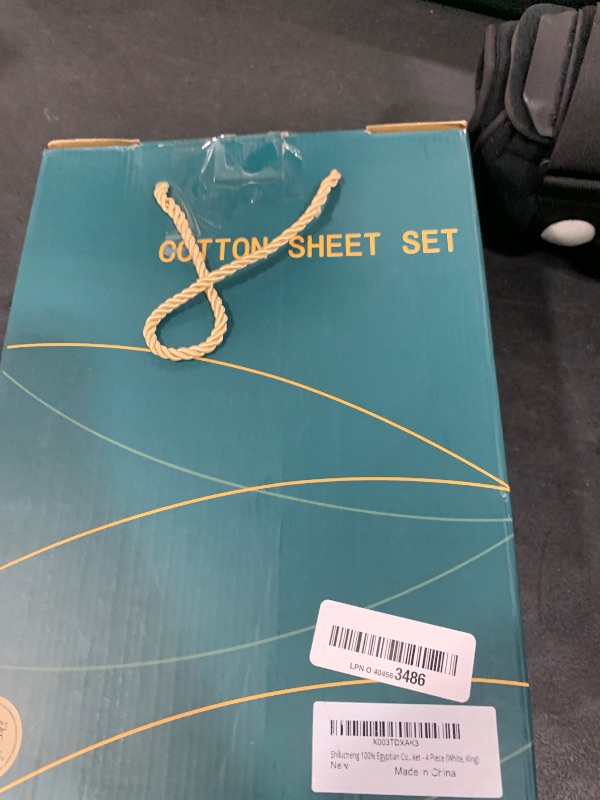 COTTON SHEET SET
LPN O 40456 3486
X003TDXAK3
Shilucheng 100% Egyptian Co...ket - 4 Piece (White, King)
New
Made in China